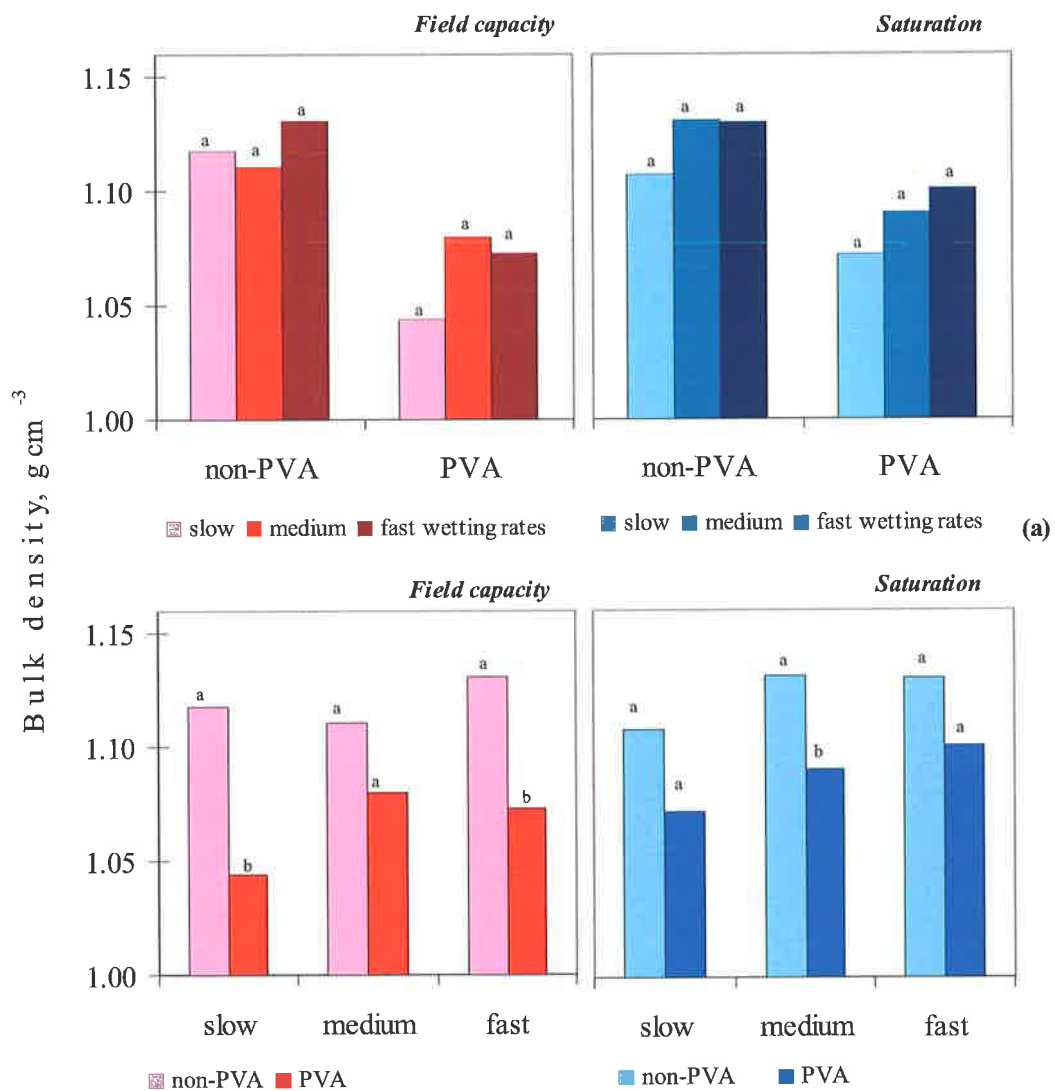 Field capacity
Saturation
1.15
1.10
1.05
1.00
a
a
a
a
a
a
a
a
a
a
a
a
non-PVA
PVA
non-PVA
PVA
slow medium fast wetting rates
slow medium fast wetting rates
(a)
Bulk density, g cm-3
Field capacity
Saturation
1.15
1.10
1.05
1.00
a
b
a
a
a
b
a
a
a
b
a
a
slow
medium
fast
slow
medium
fast
non-PVA PVA
non-PVA PVA